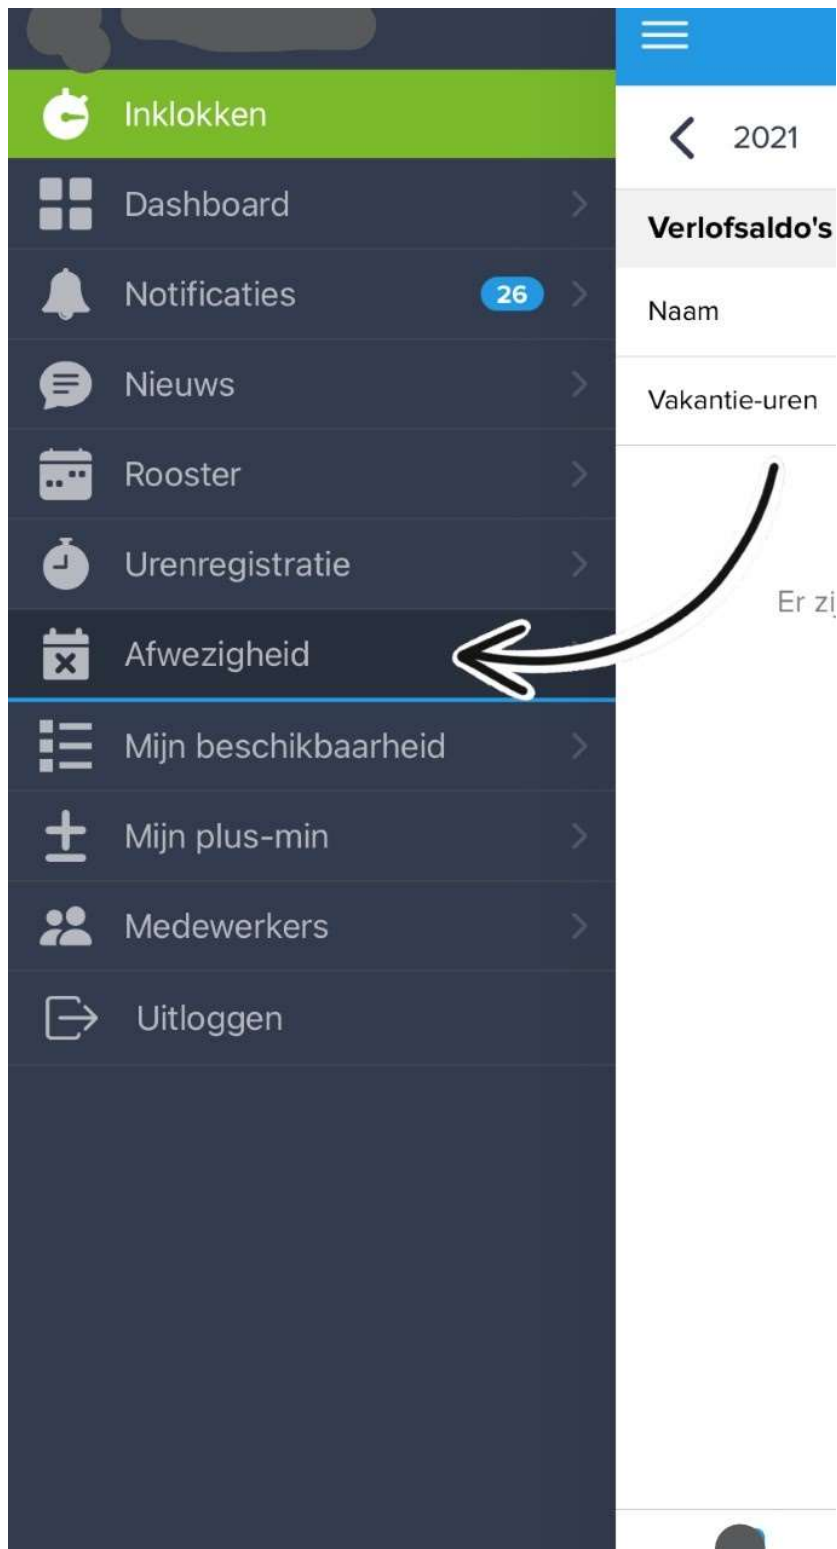 Inklokken
Dashboard
Notificaties 26
Nieuws
Rooster
Urenregistratie
Afwezigheid
Mijn beschikbaarheid
Mijn plus-min
Medewerkers
Uitloggen
2021
Verlofsaldo's
Naam
Vakantie-uren
Er